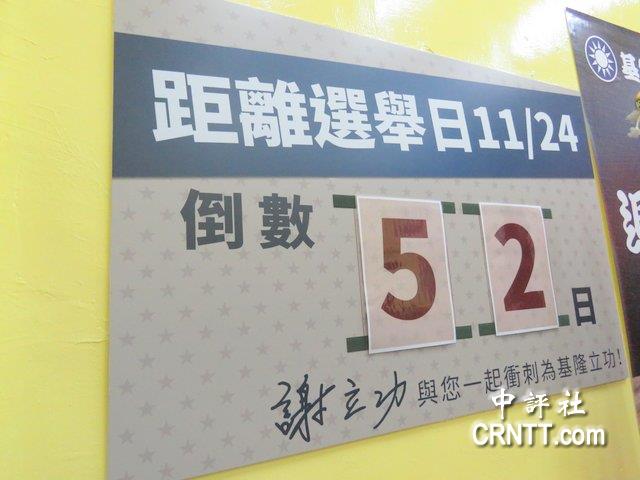 距離選舉日11/24
倒數 52日
謝立功 與您一起衝刺為基隆立功!
基
中評社
CRNTT.com